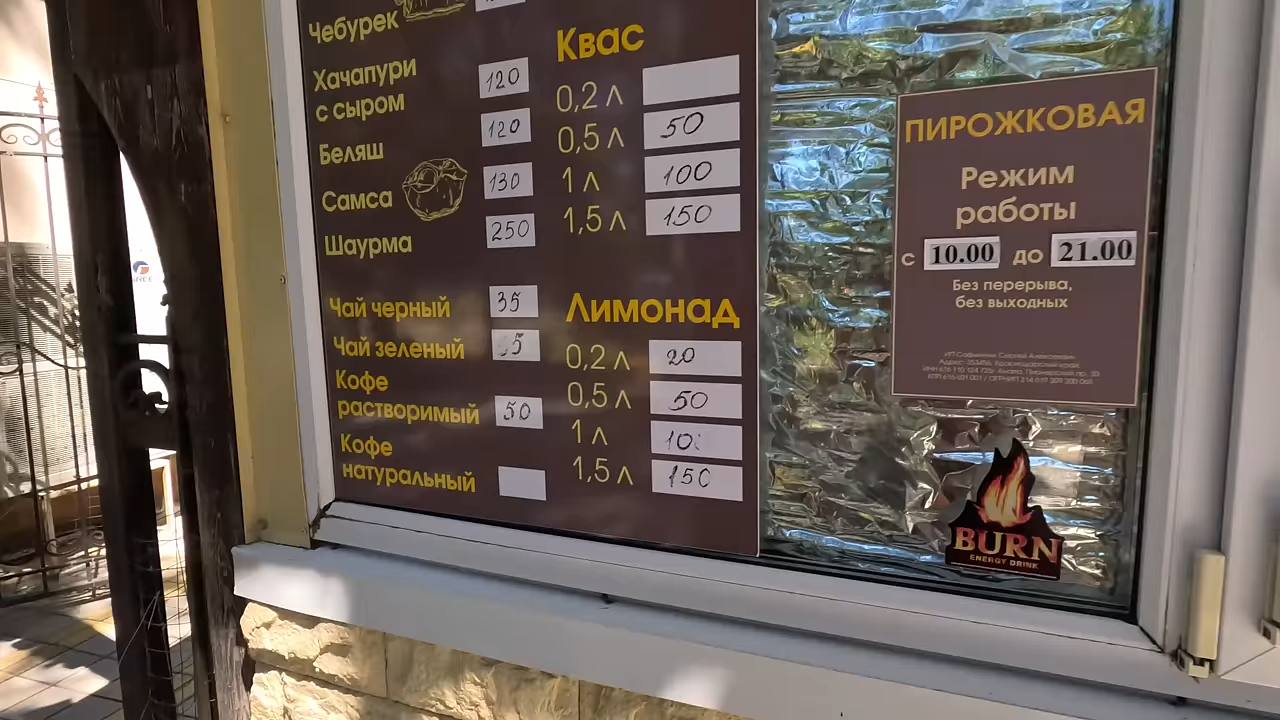 Чебурек
Хачапури
с сыром
120
Беляш
120
Самса
130
Шаурма
250
Чай черный
35
Чай зеленый
Кофе
растворимый
50
Кофе
натуральный
Квас
0,2 л
0,5 л
50
1 л
100
1,5 л
150
Лимонад
0,2 л
20
0,5 л
50
1 л
1,5 л
150
ПИРОЖКОВАЯ
Режим
работы
с 10.00 до 21.00
Без перерыва,
без выходных
BURN
ENERGY DRINK